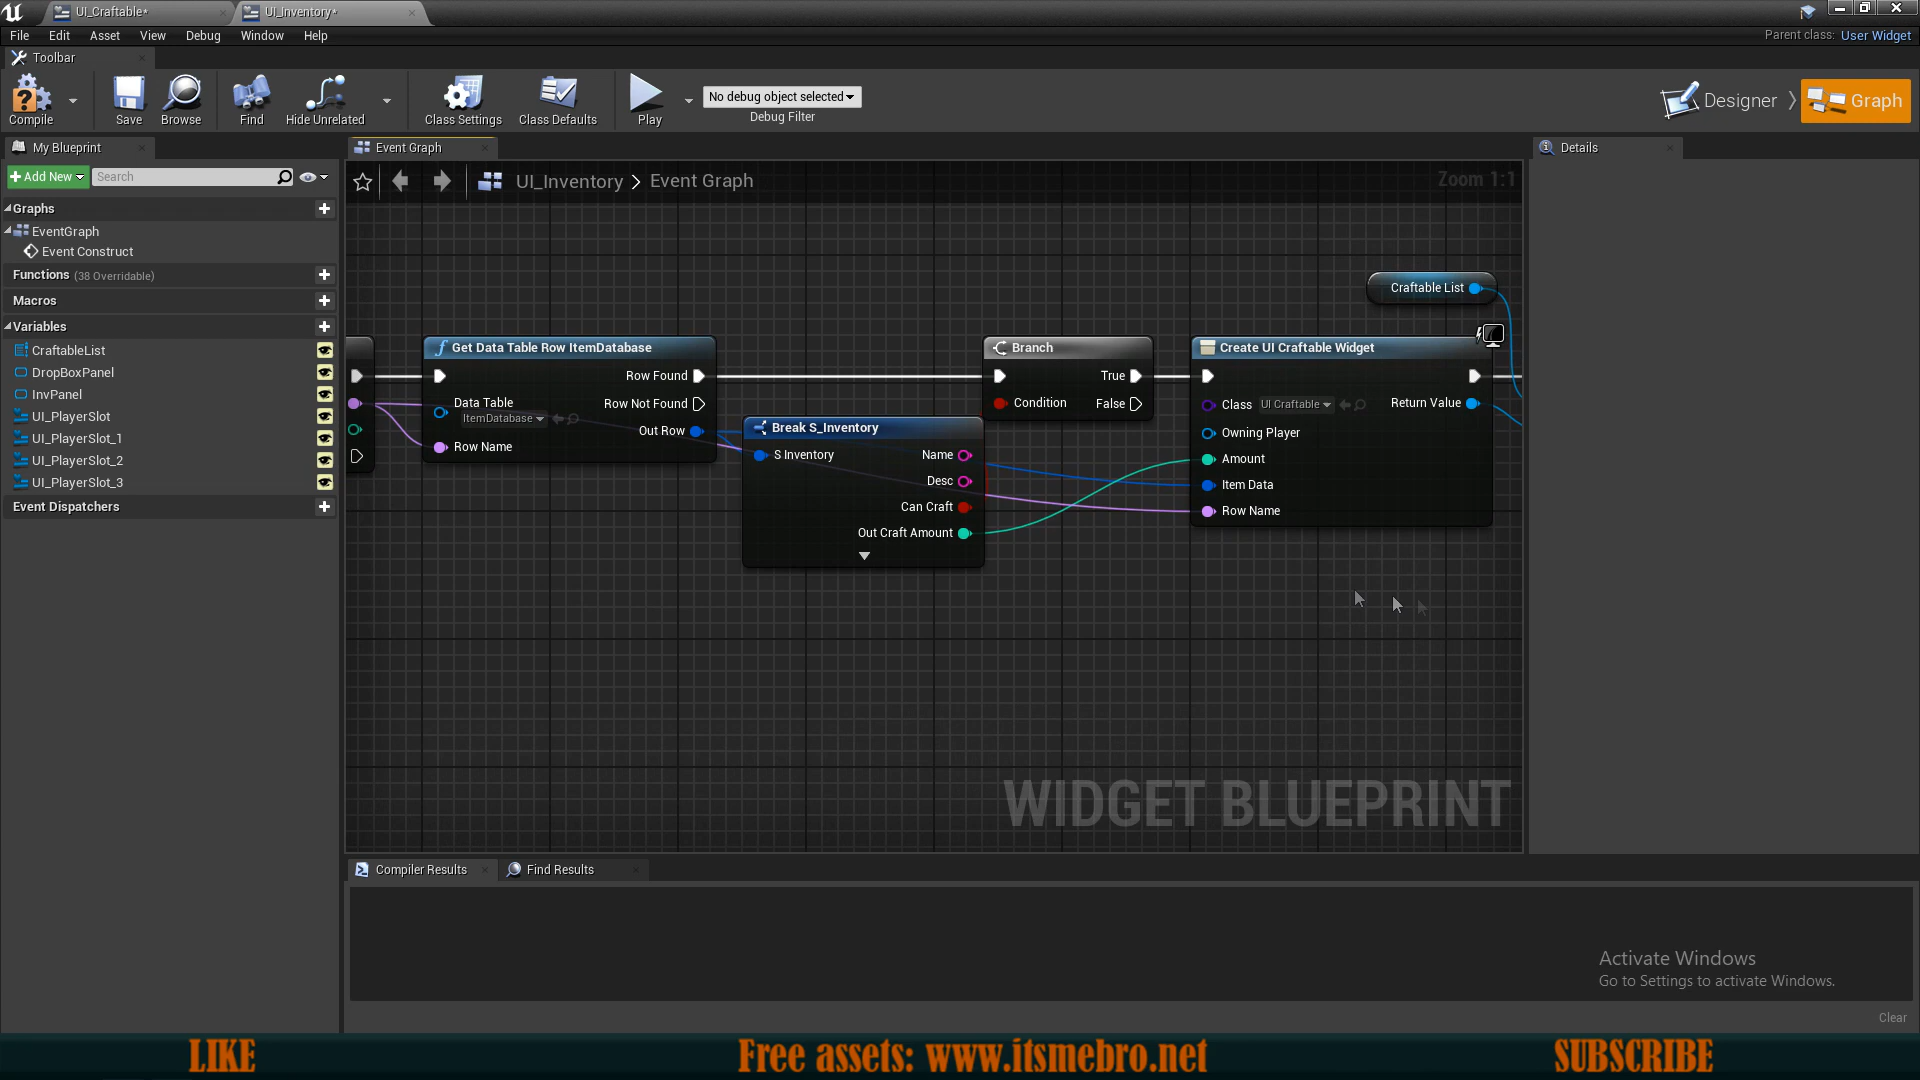 UI_Craftable*
UI_Inventory*
File Edit Asset View Debug Window Help
Parent class: User Widget
Toolbar
Compile
Save
Browse
Find
Hide Unrelated
Class Settings
Class Defaults
Play
No debug object selected
Debug Filter
Designer
Graph
My Blueprint
Event Graph
Details
Add New
Search
UI_Inventory > Event Graph
Zoom 1:1
Graphs
EventGraph
Event Construct
Functions (38 Overridable)
Macros
Variables
CraftableList
DropBoxPanel
InvPanel
UI_PlayerSlot
UI_PlayerSlot_1
UI_PlayerSlot_2
UI_PlayerSlot_3
Event Dispatchers
Craftable List
Get Data Table Row ItemDatabase
Row Found
Data Table
ItemDatabase
Row Not Found
Out Row
Row Name
Break S_Inventory
S Inventory
Name
Desc
Can Craft
Out Craft Amount
Branch
True
Condition
False
Create UI Craftable Widget
Class UI Craftable
Return Value
Owning Player
Amount
Item Data
Row Name
WIDGET BLUEPRINT
Compiler Results
Find Results
Activate Windows
Go to Settings to activate Windows.
Clear
LIKE
Free assets: www.itsmebro.net
SUBSCRIBE